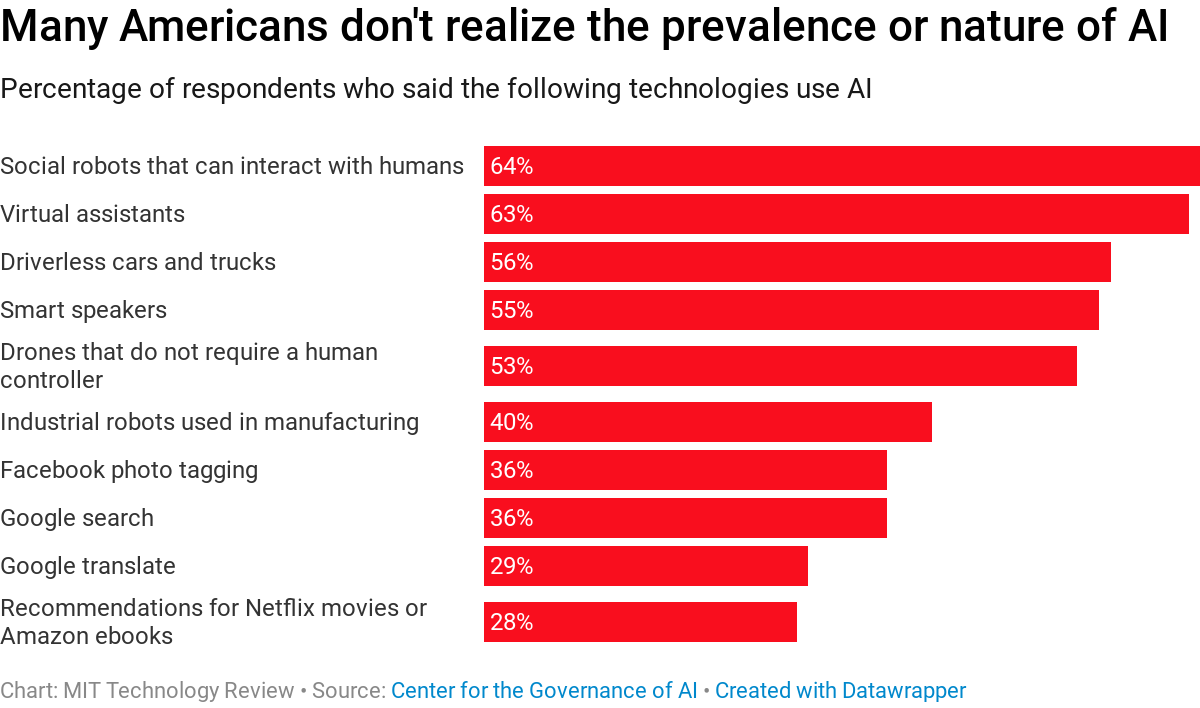 Many Americans don't realize the prevalence or nature of AI
Percentage of respondents who said the following technologies use AI
Social robots that can interact with humans 64%
Virtual assistants 63%
Driverless cars and trucks 56%
Smart speakers 55%
Drones that do not require a human
controller 53%
Industrial robots used in manufacturing 40%
Facebook photo tagging 36%
Google search 36%
Google translate 29%
Recommendations for Netflix movies or
Amazon ebooks 28%
Chart: MIT Technology Review • Source: Center for the Governance of AI • Created with Datawrapper